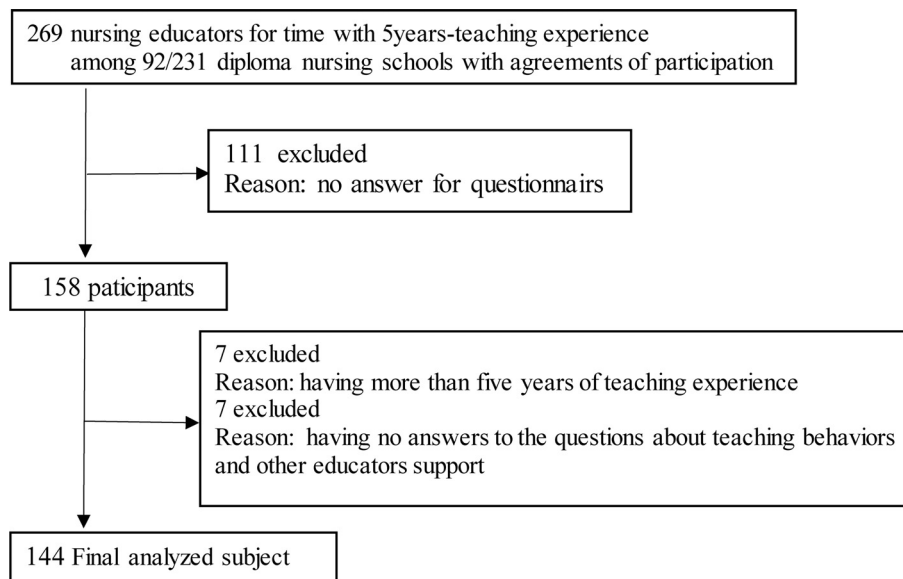 269 nursing educators for time with 5years-teaching experience
among 92/231 diploma nursing schools with agreements of participation
111 excluded
Reason: no answer for questionnairs
158 paticipants
7 excluded
Reason: having more than five years of teaching experience
7 excluded
Reason: having no answers to the questions about teaching behaviors
and other educators support
144 Final analyzed subject